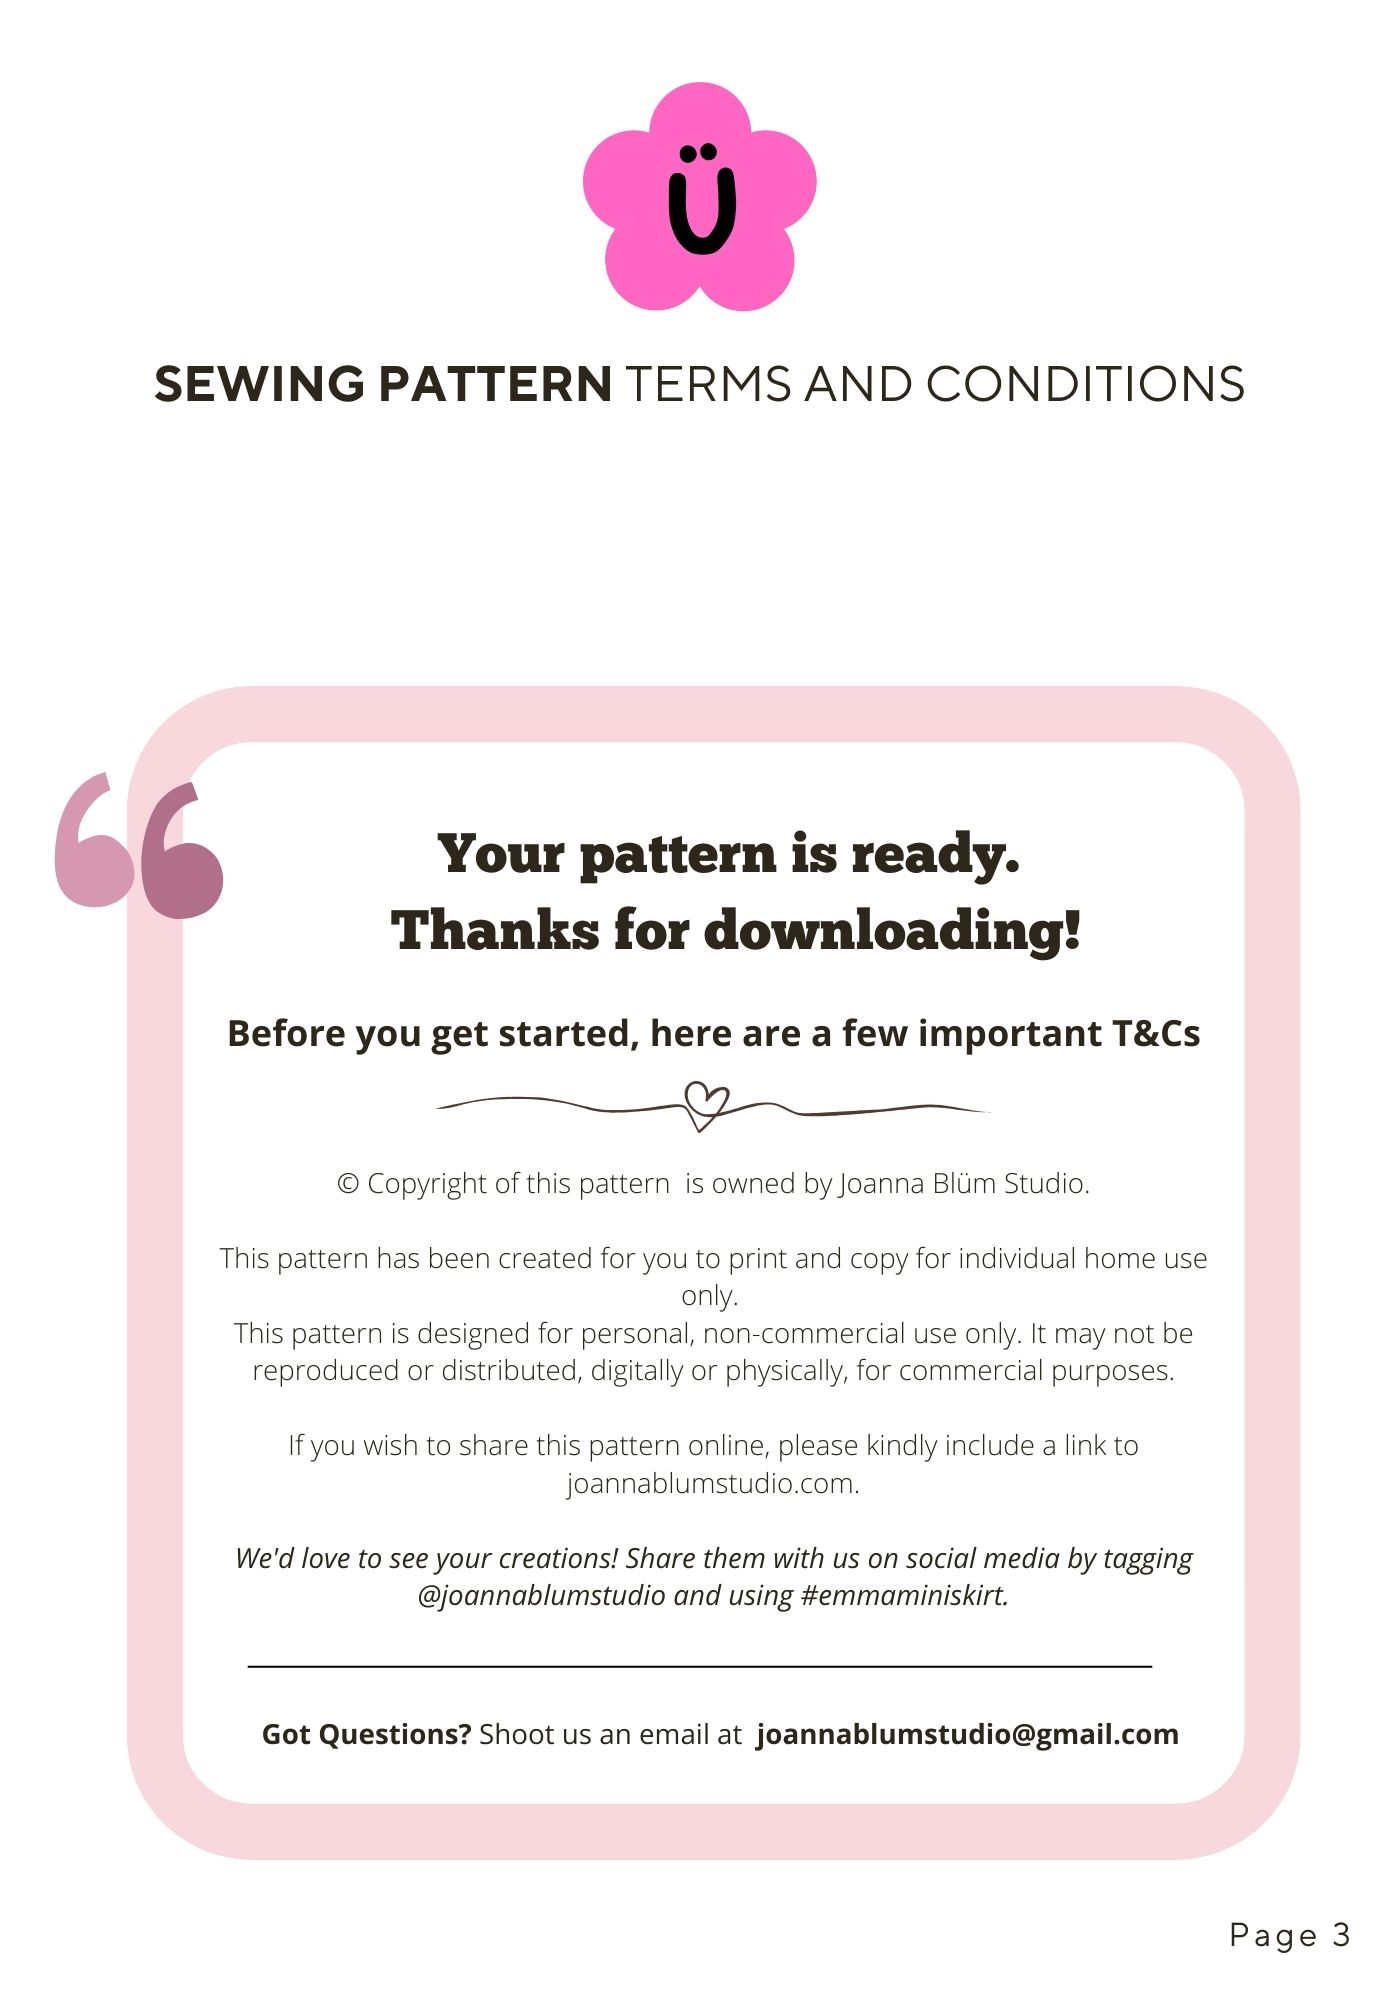 Ü
SEWING PATTERN TERMS AND CONDITIONS
“
Your pattern is ready.
Thanks for downloading!
Before you get started, here are a few important T&Cs
© Copyright of this pattern  is owned by Joanna Blüm Studio.
This pattern has been created for you to print and copy for individual home use
only.
This pattern is designed for personal, non-commercial use only. It may not be
reproduced or distributed, digitally or physically, for commercial purposes.
If you wish to share this pattern online, please kindly include a link to
joannablumstudio.com.
We'd love to see your creations! Share them with us on social media by tagging
@joannablumstudio and using #emmaminiskirt.
Got Questions? Shoot us an email at  joannablumstudio@gmail.com
Page 3